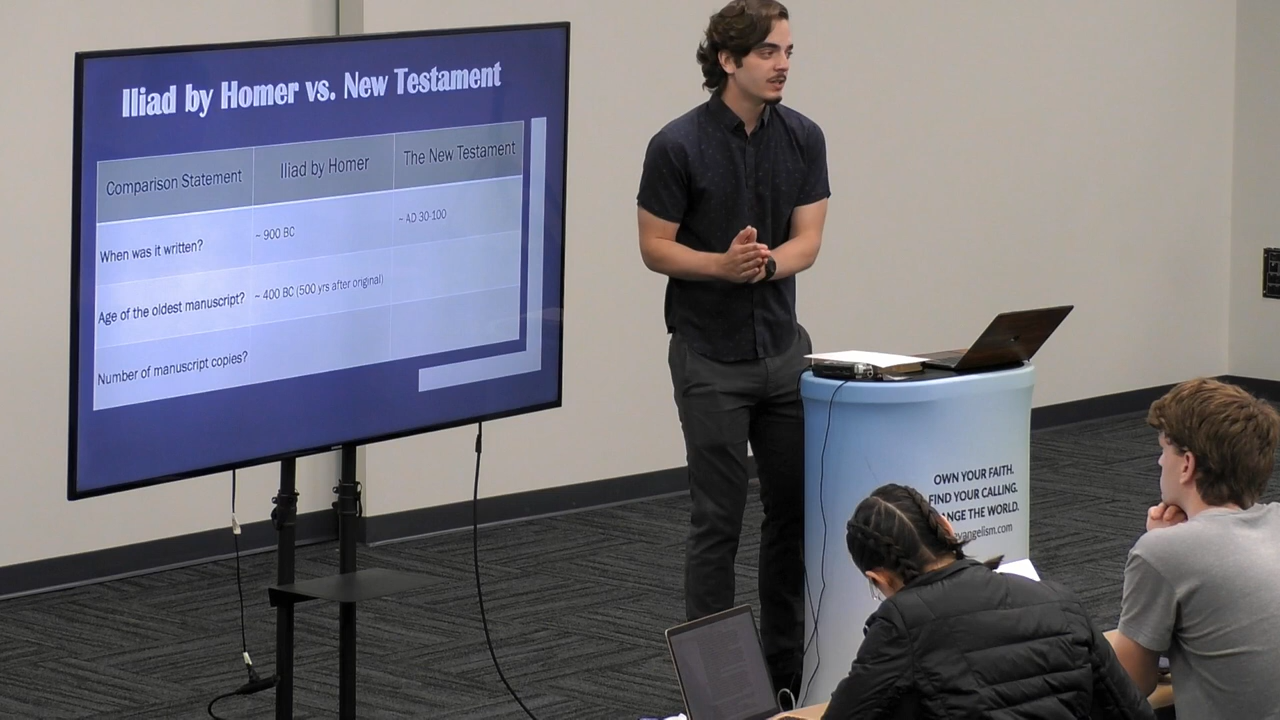 Iliad by Homer vs. New Testament
Comparison Statement
Iliad by Homer
The New Testament
When was it written?
~ 900 BC
~ AD 30-100
Age of the oldest manuscript?
~ 400 BC (500 yrs after original)
Number of manuscript copies?
OWN YOUR FAITH.
FIND YOUR CALLING.
ANGE THE WORLD.
evangelism.com